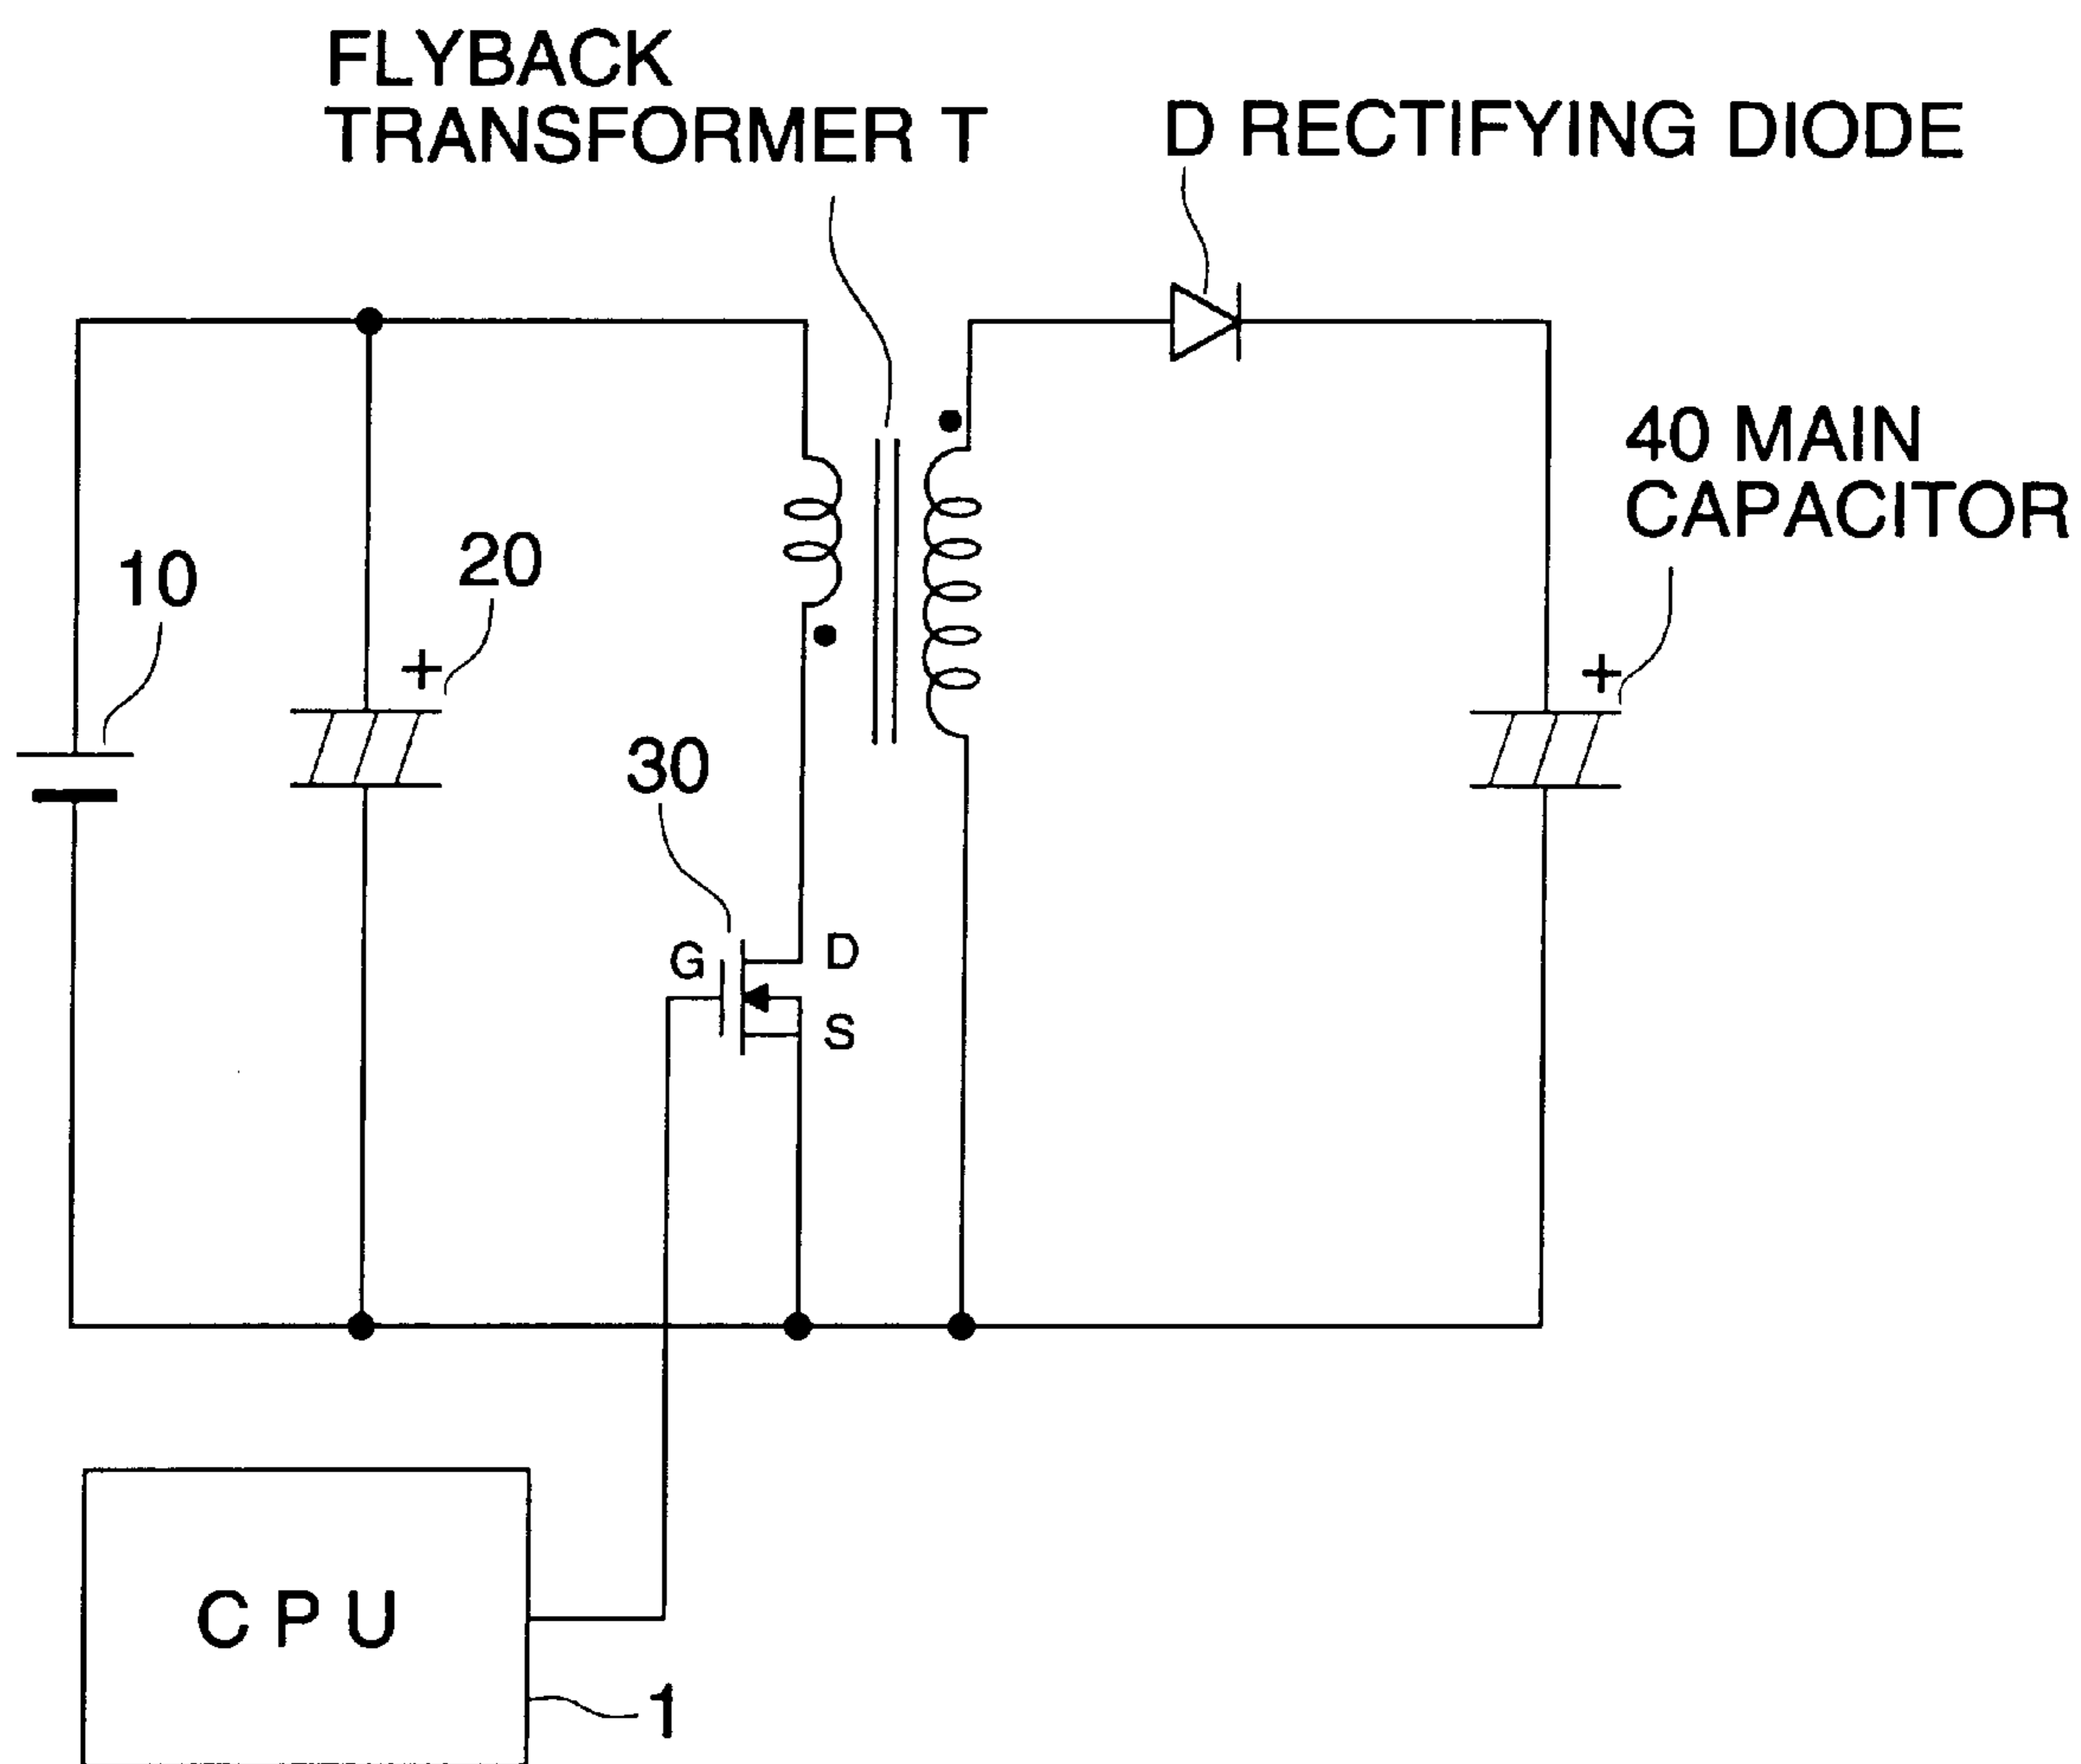 FLYBACK
TRANSFORMER T
D RECTIFYING DIODE
40 MAIN
CAPACITOR
10
20
+
+
30
G
D
S
CPU
1